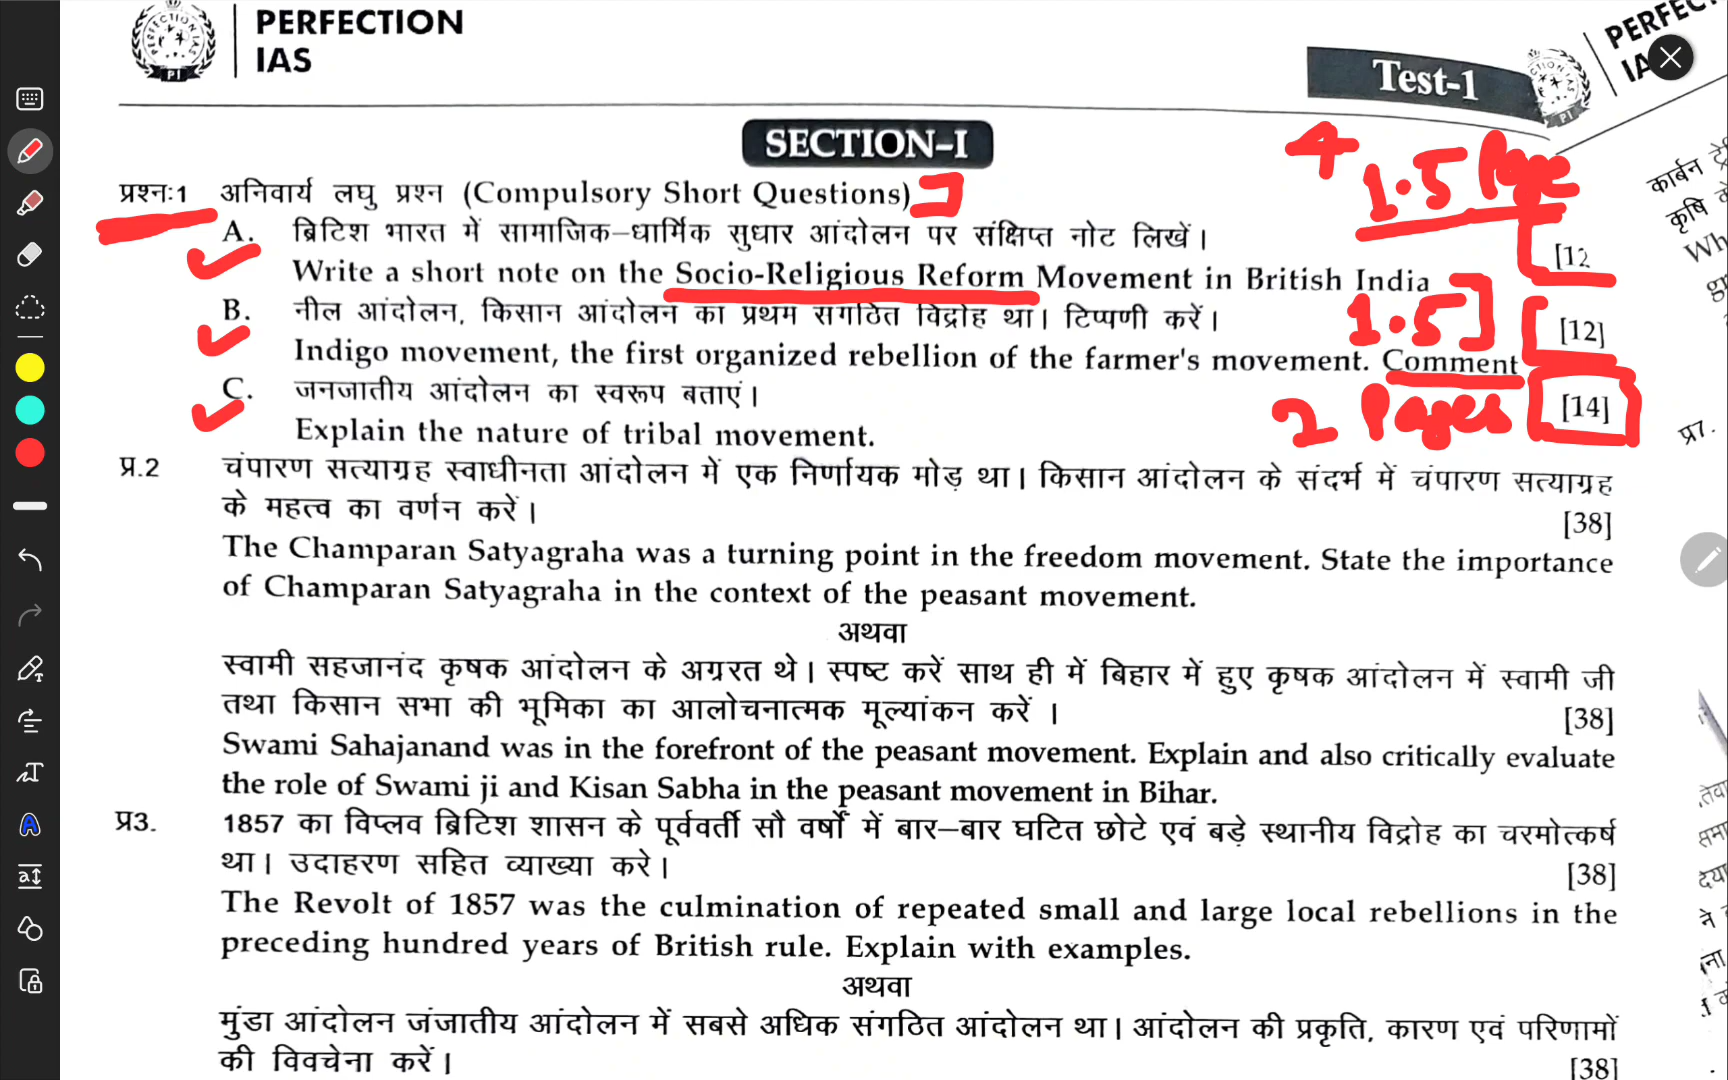 PERFECTION
IAS
PERFEC
IA
Test-1
SECTION-I
4 1.5 Page
प्रश्न:1 अनिवार्य लघु प्रश्न (Compulsory Short Questions)
A. ब्रिटिश भारत में सामाजिक–धार्मिक सुधार आंदोलन पर संक्षिप्त नोट लिखें। [12
Write a short note on the Socio-Religious Reform Movement in British India
B. नील आंदोलन, किसान आंदोलन का प्रथम संगठित विद्रोह था। टिप्पणी करें। 1.5 [12]
Indigo movement, the first organized rebellion of the farmer's movement. Comment
C. जनजातीय आंदोलन का स्वरूप बताएं। 2 Pages [14]
Explain the nature of tribal movement.
प्र.2 चंपारण सत्याग्रह स्वाधीनता आंदोलन में एक निर्णायक मोड़ था। किसान आंदोलन के संदर्भ में चंपारण सत्याग्रह
के महत्व का वर्णन करें। [38]
The Champaran Satyagraha was a turning point in the freedom movement. State the importance
of Champaran Satyagraha in the context of the peasant movement.
अथवा
स्वामी सहजानंद कृषक आंदोलन के अग्ररत थे। स्पष्ट करें साथ ही में बिहार में हुए कृषक आंदोलन में स्वामी जी
तथा किसान सभा की भूमिका का आलोचनात्मक मूल्यांकन करें । [38]
Swami Sahajanand was in the forefront of the peasant movement. Explain and also critically evaluate
the role of Swami ji and Kisan Sabha in the peasant movement in Bihar.
प्र3. 1857 का विप्लव ब्रिटिश शासन के पूर्ववर्ती सौ वर्षों में बार–बार घटित छोटे एवं बड़े स्थानीय विद्रोह का चरमोत्कर्ष
था। उदाहरण सहित व्याख्या करे। [38]
The Revolt of 1857 was the culmination of repeated small and large local rebellions in the
preceding hundred years of British rule. Explain with examples.
अथवा
मुंडा आंदोलन जंजातीय आंदोलन में सबसे अधिक संगठित आंदोलन था। आंदोलन की प्रकृति, कारण एवं परिणामों
की विवचेना करें। [38]
कार्बन
कृषि
Wh
प्र7.